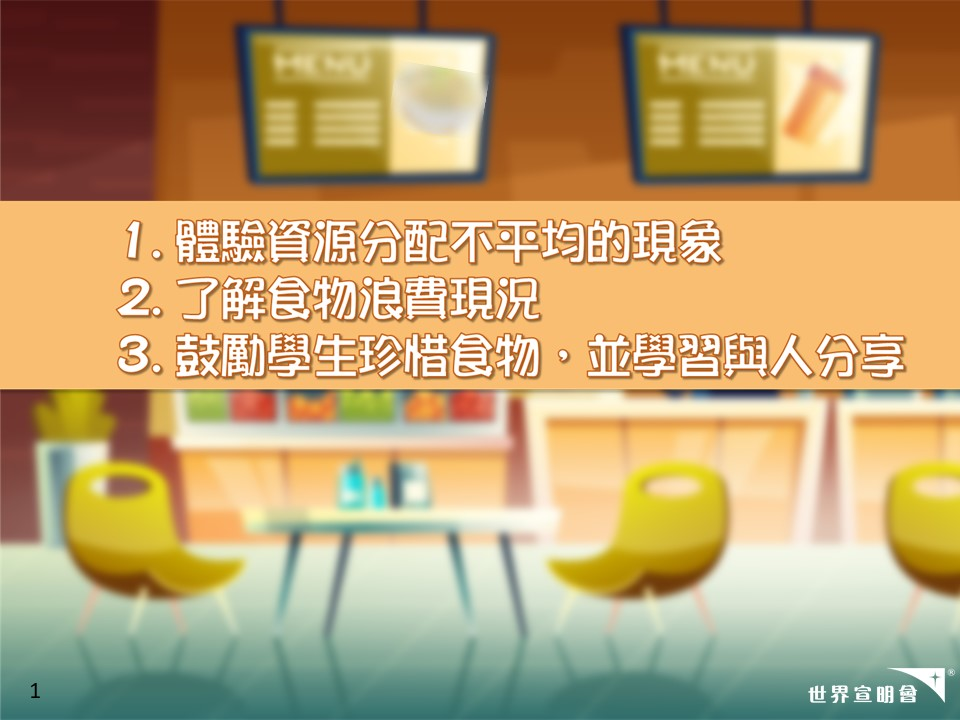 MENU
MENU
1. 體驗資源分配不平均的現象
2. 了解食物浪費現況
3. 鼓勵學生珍惜食物，並學習與人分享
1
世界宣明會®